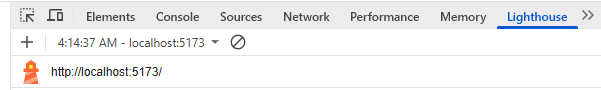 Elements Console Sources Network Performance Memory Lighthouse
4:14:37 AM - localhost:5173
http://localhost:5173/